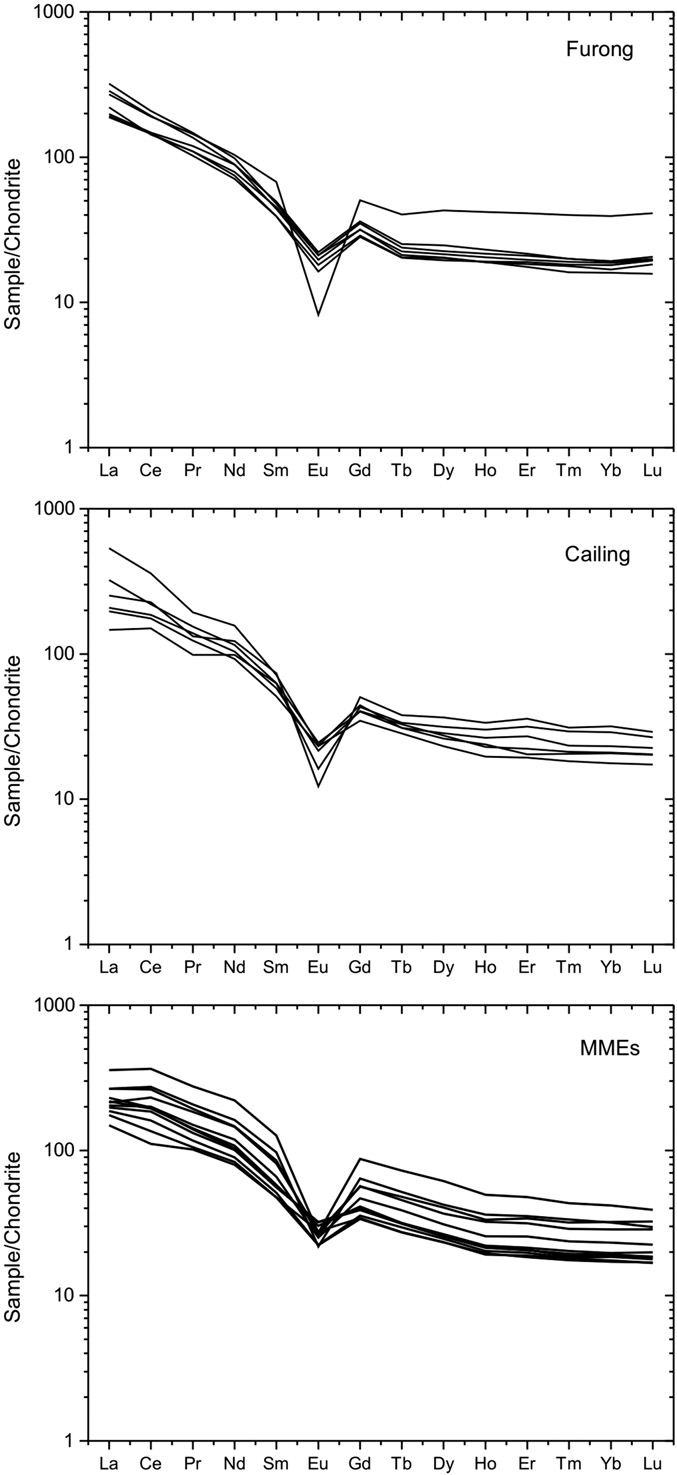 1000
Furong
100
Sample/Chondrite
10
1
La Ce Pr Nd Sm Eu Gd Tb Dy Ho Er Tm Yb Lu
1000
Cailing
100
Sample/Chondrite
10
1
La Ce Pr Nd Sm Eu Gd Tb Dy Ho Er Tm Yb Lu
1000
MMEs
100
Sample/Chondrite
10
1
La Ce Pr Nd Sm Eu Gd Tb Dy Ho Er Tm Yb Lu